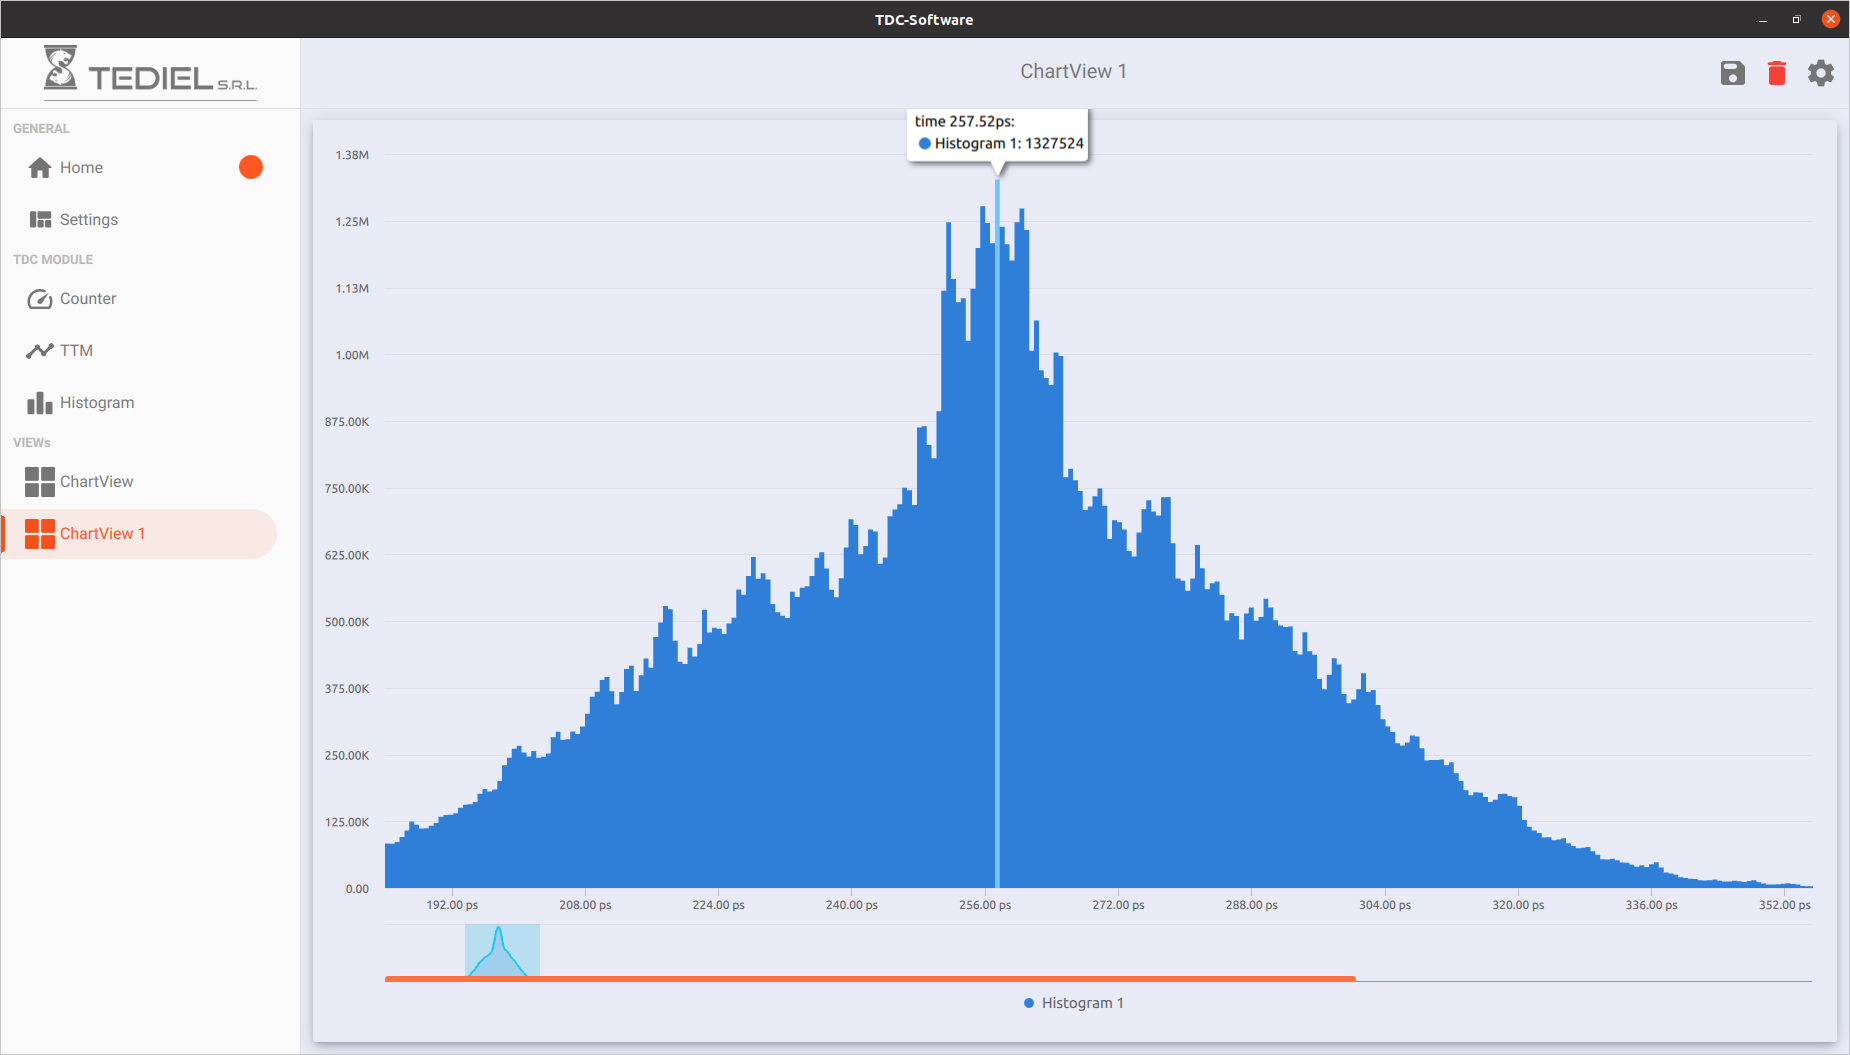 TDC-Software
TEDIEL S.R.L.
GENERAL
Home
Settings
TDC MODULE
Counter
TTM
Histogram
VIEWs
ChartView
ChartView 1
ChartView 1
time 257.52ps:
Histogram 1: 1327524
1.38M
1.25M
1.13M
1.00M
875.00K
750.00K
625.00K
500.00K
375.00K
250.00K
125.00K
0.00
192.00 ps 208.00 ps 224.00 ps 240.00 ps 256.00 ps 272.00 ps 288.00 ps 304.00 ps 320.00 ps 336.00 ps 352.00 ps
Histogram 1